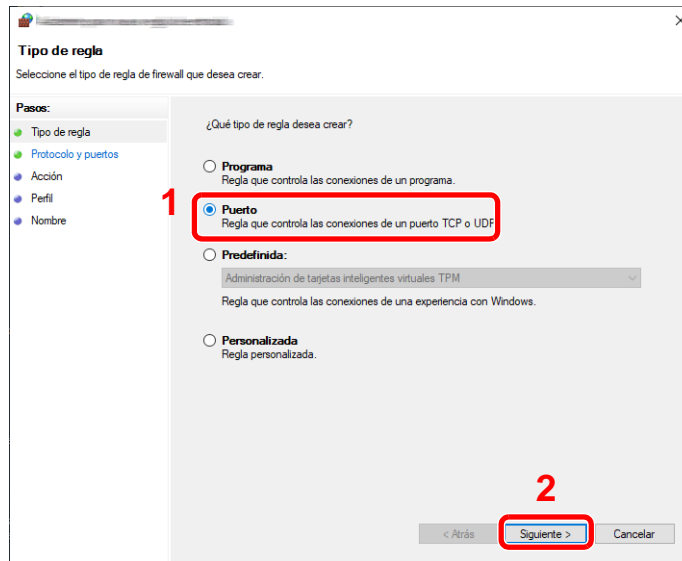 Tipo de regla
Seleccione el tipo de regla de firewall que desea crear.
Pasos:
Tipo de regla
Protocolo y puertos
Acción
Perfil
Nombre
¿Qué tipo de regla desea crear?
Programa
Regla que controla las conexiones de un programa.
1
Puerto
Regla que controla las conexiones de un puerto TCP o UDP
Predefinida:
Administración de tarjetas inteligentes virtuales TPM
Regla que controla las conexiones de una experiencia con Windows.
Personalizada
Regla personalizada.
2
< Atrás
Siguiente >
Cancelar